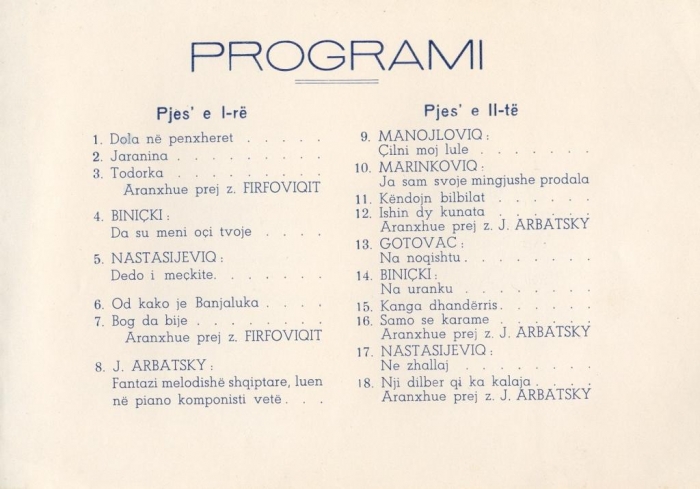 PROGRAMI
Pjes' e I-rë
1. Dola në penxheret . . . . .
2. Jaranina . . . . . . . . .
3. Todorka . . . . . . . . .
Aranxhue prej z. FIRFOVIQIT
4. BINIÇKI :
Da su meni oçi tvoje . . . .
5. NASTASIJEVIQ :
Dedo i meçkite. . . . . . .
6. Od kako je Banjaluka . . . .
7. Bog da bije . . . . . . . .
Aranxhue prej z. FIRFOVIQIT
8. J. ARBATSKY :
Fantazi melodishë shqiptare, luen
në piano komponisti vetë . . .
Pjes' e II-të
9. MANOJLOVIQ :
Çilni moj lule . . . . . . .
10. MARINKOVIQ :
Ja sam svoje mingjushe prodala
11. Këndojn bilbilat . . . . . .
12. Ishin dy kunata . . . . . .
Aranxhue prej z. J. ARBATSKY
13. GOTOVAC :
Na noqishtu . . . . . . . .
14. BINIÇKI :
Na uranku . . . . . . . .
15. Kanga dhandërris . . . . . .
16. Samo se karame . . . . . .
Aranxhue prej z. J. ARBATSKY
17. NASTASIJEVIQ :
Ne zhallaj . . . . . . . .
18. Nji dilber qi ka kalaja . . . .
Aranxhue prej z. J. ARBATSKY